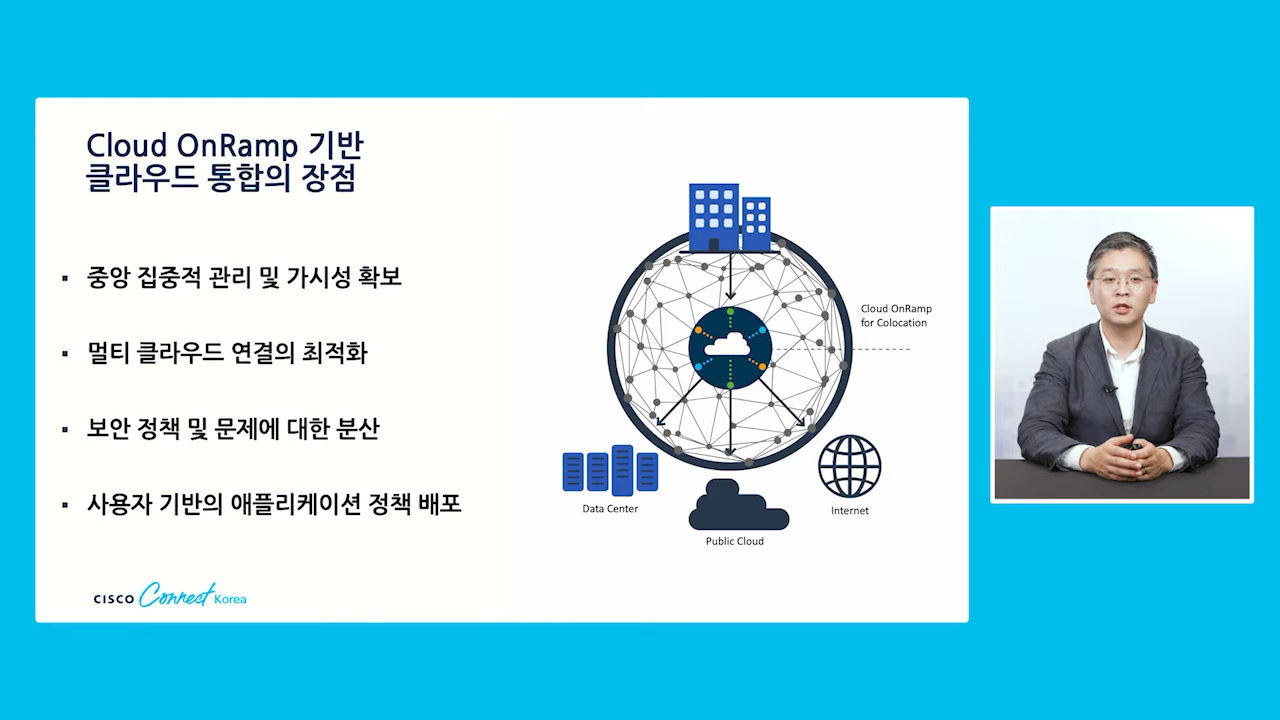 Cloud OnRamp 기반
클라우드 통합의 장점
▪ 중앙 집중적 관리 및 가시성 확보
▪ 멀티 클라우드 연결의 최적화
▪ 보안 정책 및 문제에 대한 분산
▪ 사용자 기반의 애플리케이션 정책 배포
Cloud OnRamp
for Colocation
Data Center
Public Cloud
Internet
CISCO Connect Korea